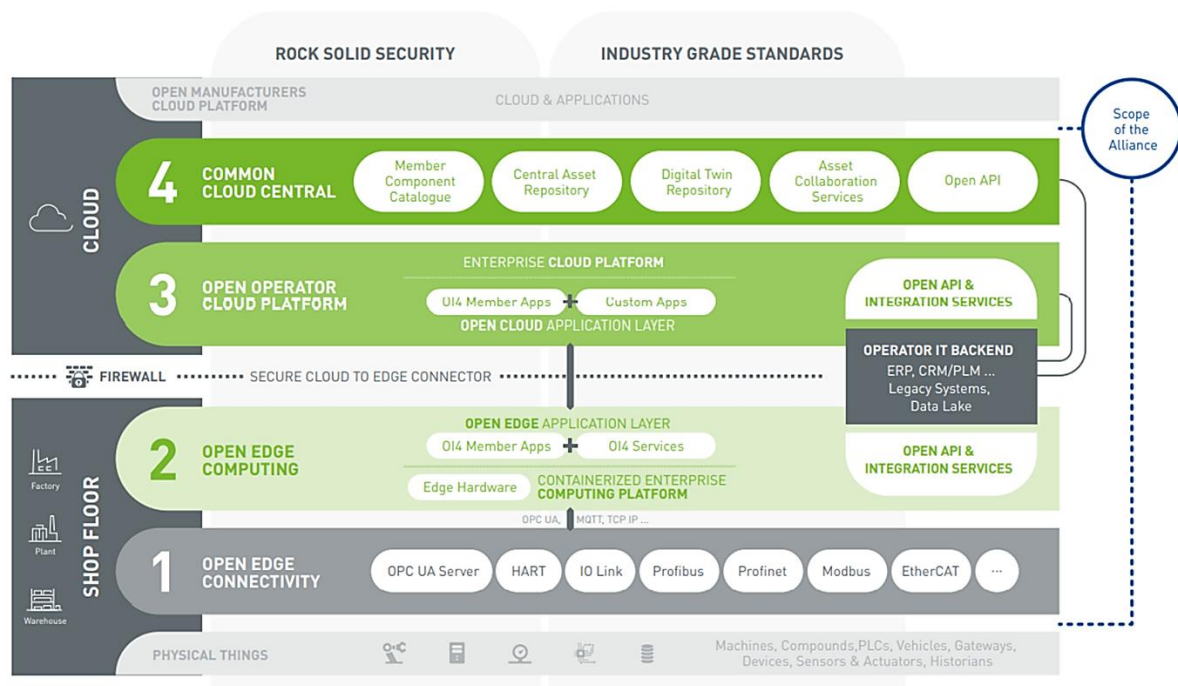 ROCK SOLID SECURITY
INDUSTRY GRADE STANDARDS
OPEN MANUFACTURERS
CLOUD PLATFORM
CLOUD & APPLICATIONS
Scope
of the
Alliance
CLOUD
4
COMMON
CLOUD CENTRAL
Member
Component
Catalogue
Central Asset
Repository
Digital Twin
Repository
Asset
Collaboration
Services
Open API
3
OPEN OPERATOR
CLOUD PLATFORM
ENTERPRISE CLOUD PLATFORM
OI4 Member Apps + Custom Apps
OPEN CLOUD APPLICATION LAYER
OPEN API &
INTEGRATION SERVICES
OPERATOR IT BACKEND
ERP, CRM/PLM ...
Legacy Systems,
Data Lake
OPEN API &
INTEGRATION SERVICES
FIREWALL
SECURE CLOUD TO EDGE CONNECTOR
SHOP FLOOR
Factory
Plant
Warehouse
2
OPEN EDGE
COMPUTING
OPEN EDGE APPLICATION LAYER
OI4 Member Apps + OI4 Services
Edge Hardware
CONTAINERIZED ENTERPRISE
COMPUTING PLATFORM
OPC UA, MQTT, TCP IP ...
1
OPEN EDGE
CONNECTIVITY
OPC UA Server
HART
IO Link
Profibus
Profinet
Modbus
EtherCAT
...
PHYSICAL THINGS
Machines, Compounds,PLCs, Vehicles, Gateways,
Devices, Sensors & Actuators, Historians